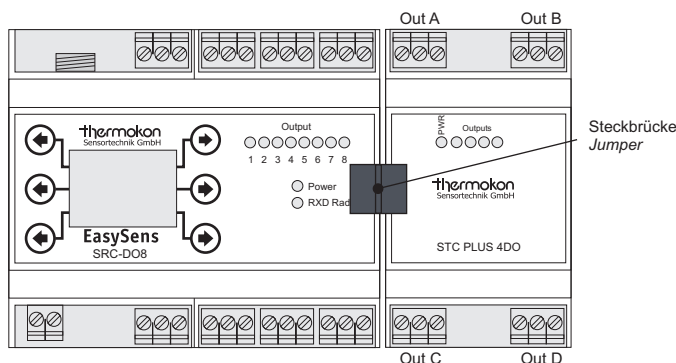 Out A
Out B
thermokon
Sensortechnik GmbH
Output
1 2 3 4 5 6 7 8
Power
RXD Rad
EasySens
SRC-DO8
PWR
Outputs
thermokon
Sensortechnik GmbH
STC PLUS 4DO
Steckbrücke
Jumper
Out C
Out D